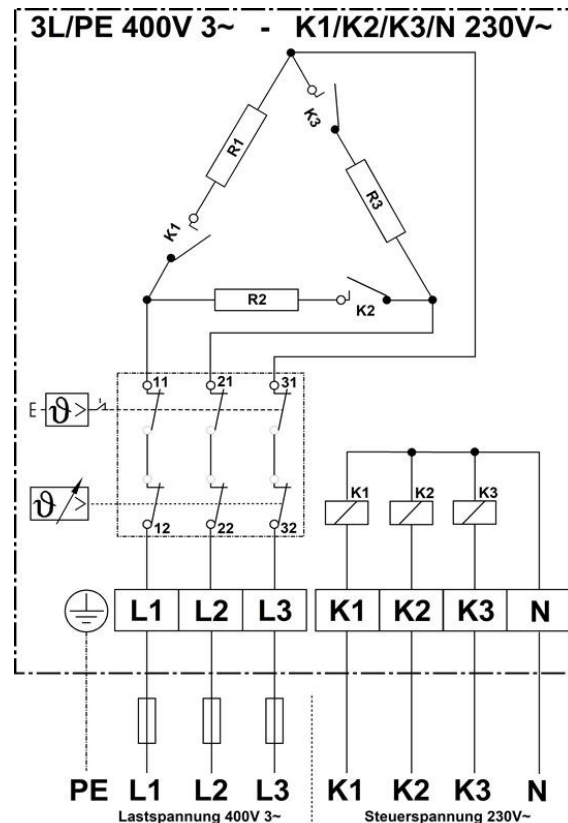 3L/PE 400V 3~ - K1/K2/K3/N 230V~
K3
R1
R3
K1
R2
K2
11 21 31
ϑ >
K1 K2 K3
ϑ >
12 22 32
L1 L2 L3 K1 K2 K3 N
PE L1 L2 L3 K1 K2 K3 N
Lastspannung 400V 3~ Steuerspannung 230V~